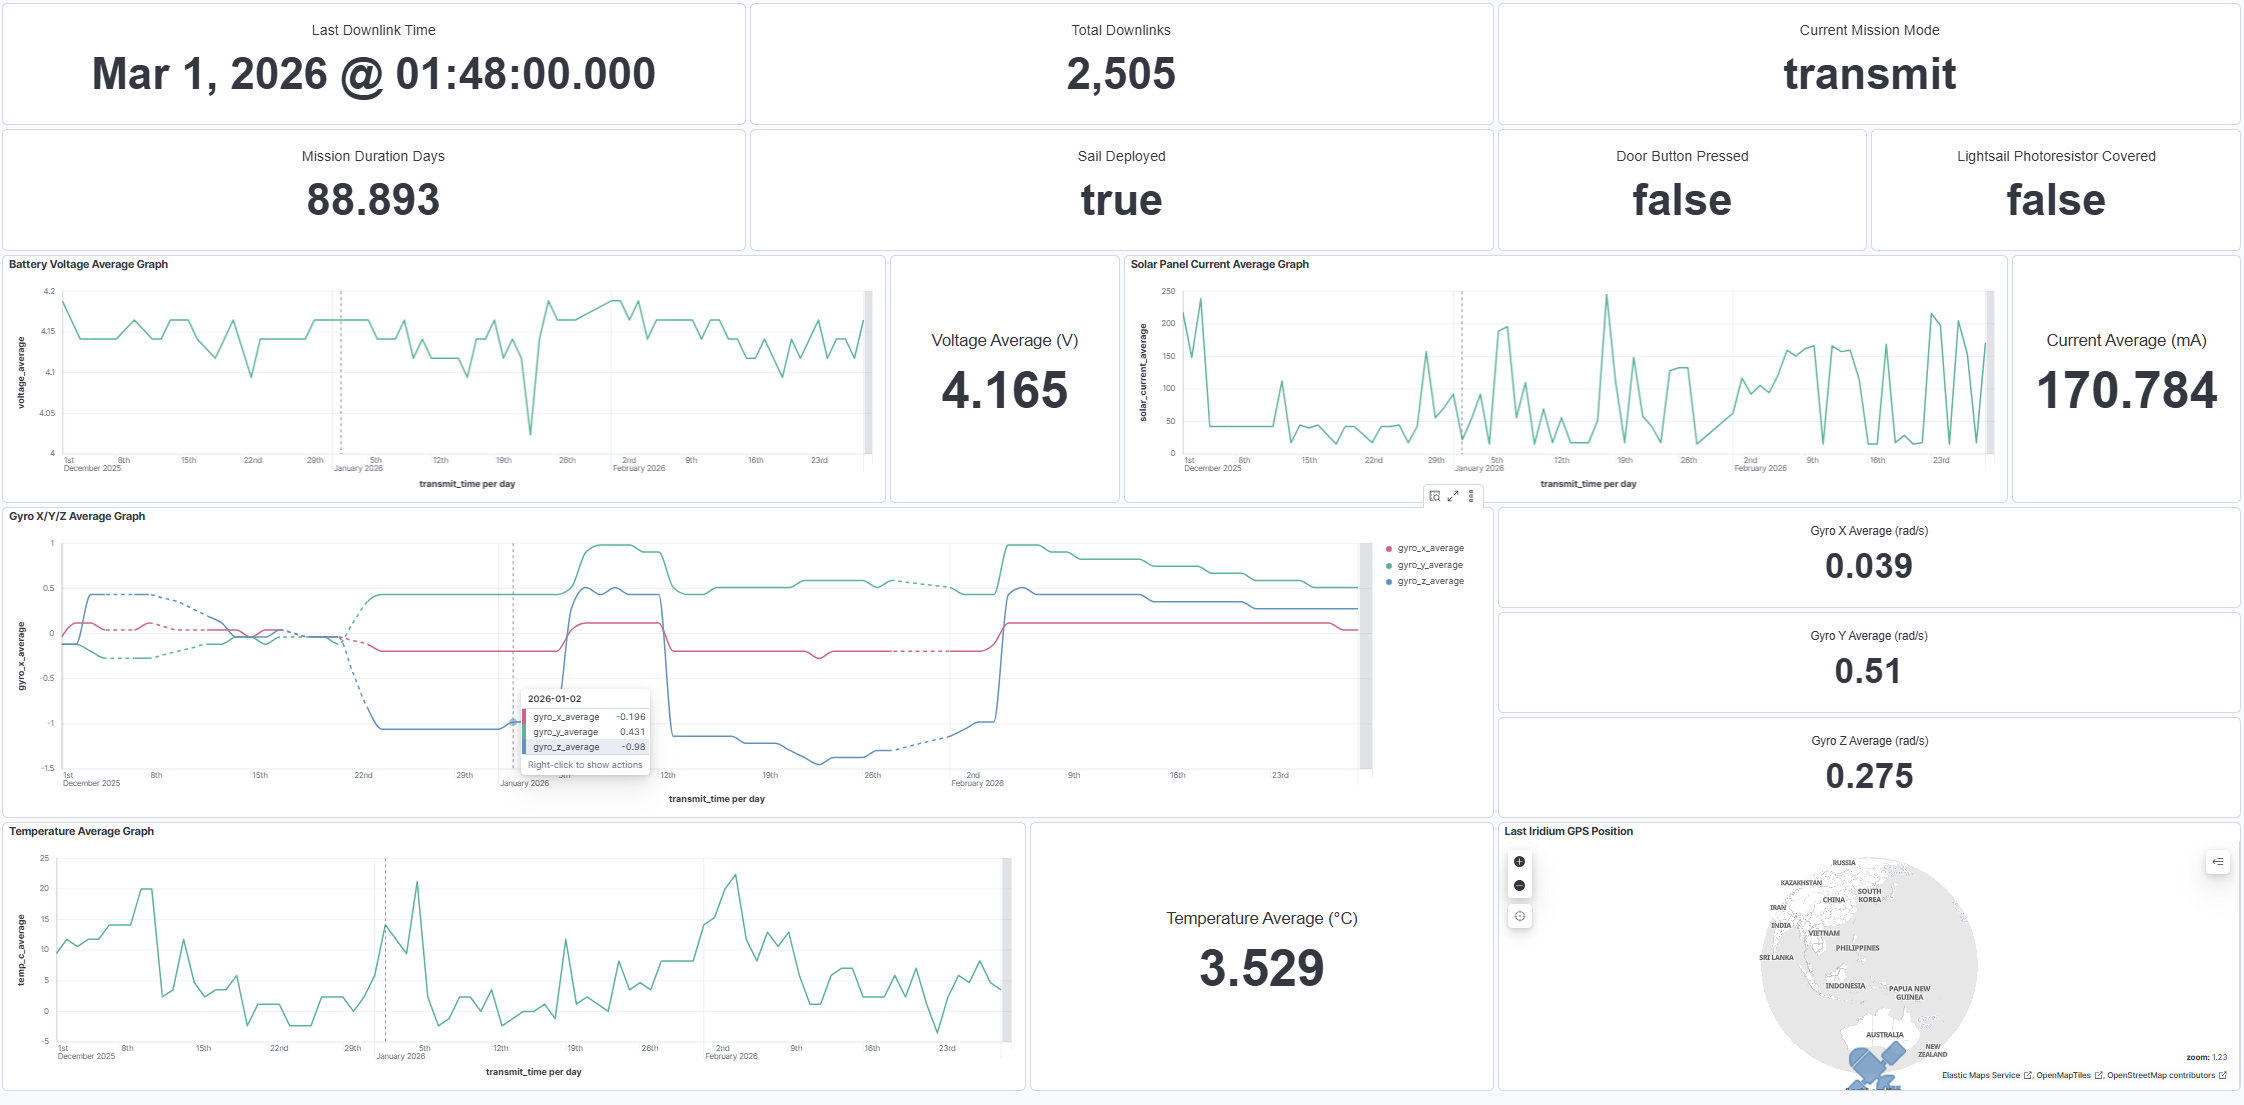 Last Downlink Time
Mar 1, 2026 @ 01:48:00.000
Total Downlinks
2,505
Current Mission Mode
transmit
Mission Duration Days
88.893
Sail Deployed
true
Door Button Pressed
false
Lightsail Photoresistor Covered
false
Battery Voltage Average Graph
voltage_average
4.2
4.15
4.1
4.05
4
1st 8th 15th 22nd 29th 5th 12th 19th 26th 2nd 9th 16th 23rd
December 2025 January 2026 February 2026
transmit_time per day
Voltage Average (V)
4.165
Solar Panel Current Average Graph
solar_current_average
250
200
150
100
50
0
1st 8th 15th 22nd 29th 5th 12th 19th 26th 2nd 9th 16th 23rd
December 2025 January 2026 February 2026
transmit_time per day
Current Average (mA)
170.784
Gyro X/Y/Z Average Graph
gyro_x_average
1
0.5
0
-0.5
-1
-1.5
gyro_x_average
gyro_y_average
gyro_z_average
2026-01-02
gyro_x_average -0.196
gyro_y_average 0.431
gyro_z_average -0.98
Right-click to show actions
1st 8th 15th 22nd 29th 12th 19th 26th 2nd 9th 16th 23rd
December 2025 January 2026 February 2026
transmit_time per day
Gyro X Average (rad/s)
0.039
Gyro Y Average (rad/s)
0.51
Gyro Z Average (rad/s)
0.275
Temperature Average Graph
temp_c_average
25
20
15
10
5
0
-5
1st 8th 15th 22nd 29th 5th 12th 19th 26th 2nd 9th 16th 23rd
December 2025 January 2026 February 2026
transmit_time per day
Temperature Average (°C)
3.529
Last Iridium GPS Position
RUSSIA
KAZAKHSTAN
SOUTH
KOREA
CHINA
IRAN
INDIA
VIETNAM
PHILIPPINES
SRI LANKA
INDONESIA
PAPUA NEW
GUINEA
AUSTRALIA
NEW
ZEALAND
zoom: 1.23
Elastic Maps Service , OpenMapTiles , OpenStreetMap contributors